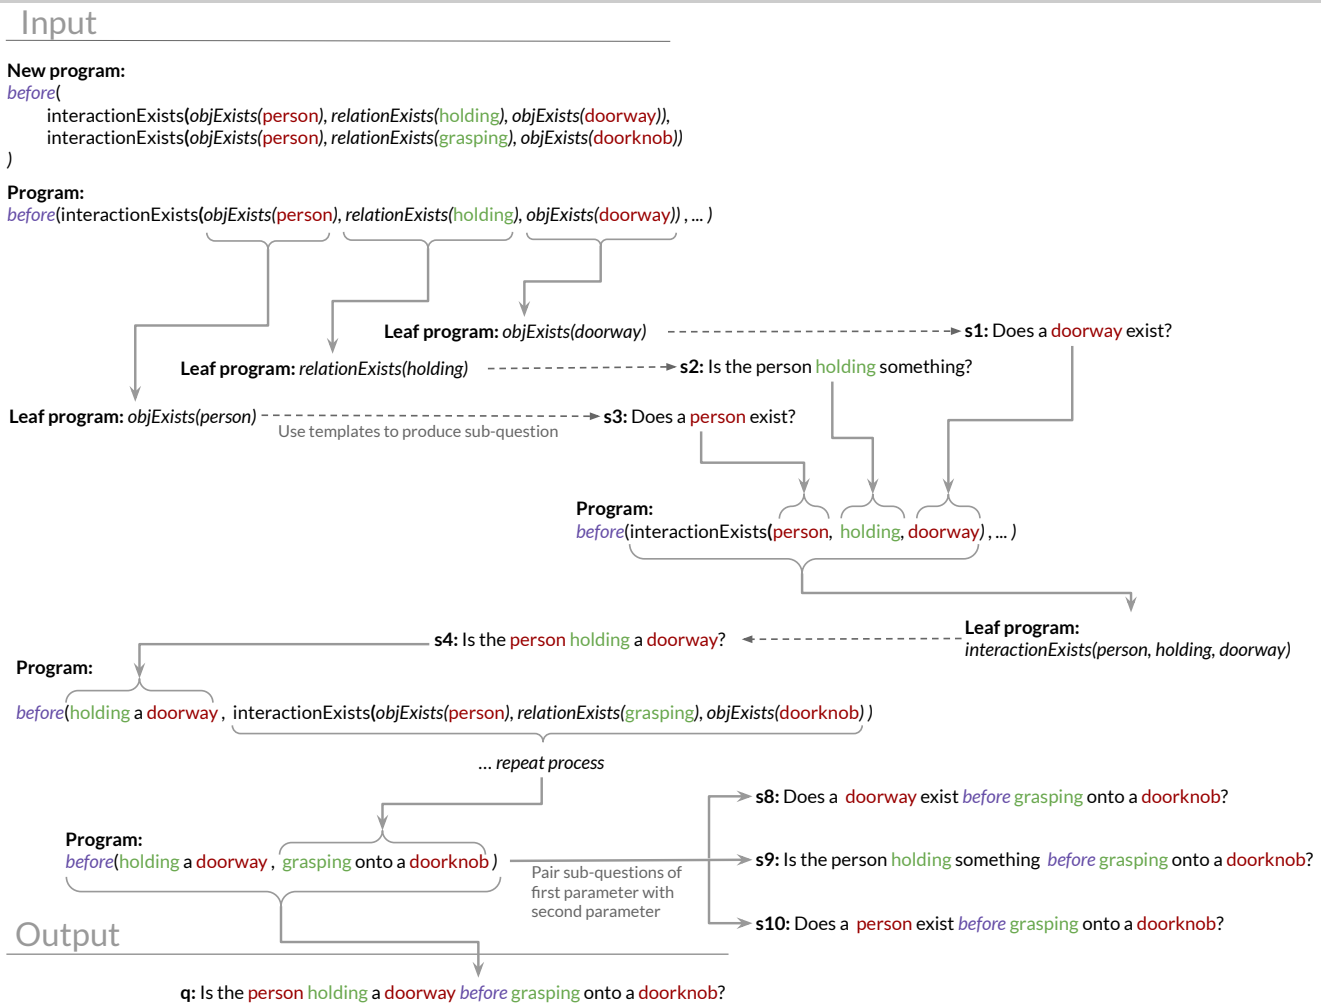 Input
New program:
before(
interactionExists(objExists(person), relationExists(holding), objExists(doorway)),
interactionExists(objExists(person), relationExists(grasping), objExists(doorknob))
)
Program:
before(interactionExists(objExists(person), relationExists(holding), objExists(doorway)) , ... )
Leaf program: objExists(doorway)
s1: Does a doorway exist?
Leaf program: relationExists(holding)
s2: Is the person holding something?
Leaf program: objExists(person)
s3: Does a person exist?
Use templates to produce sub-question
Program:
before(interactionExists(person, holding, doorway) , ... )
Leaf program:
interactionExists(person, holding, doorway)
s4: Is the person holding a doorway?
Program:
before(holding a doorway , interactionExists(objExists(person), relationExists(grasping), objExists(doorknob) )
... repeat process
Program:
before(holding a doorway , grasping onto a doorknob )
Pair sub-questions of
first parameter with
second parameter
s8: Does a doorway exist before grasping onto a doorknob?
s9: Is the person holding something before grasping onto a doorknob?
s10: Does a person exist before grasping onto a doorknob?
Output
q: Is the person holding a doorway before grasping onto a doorknob?